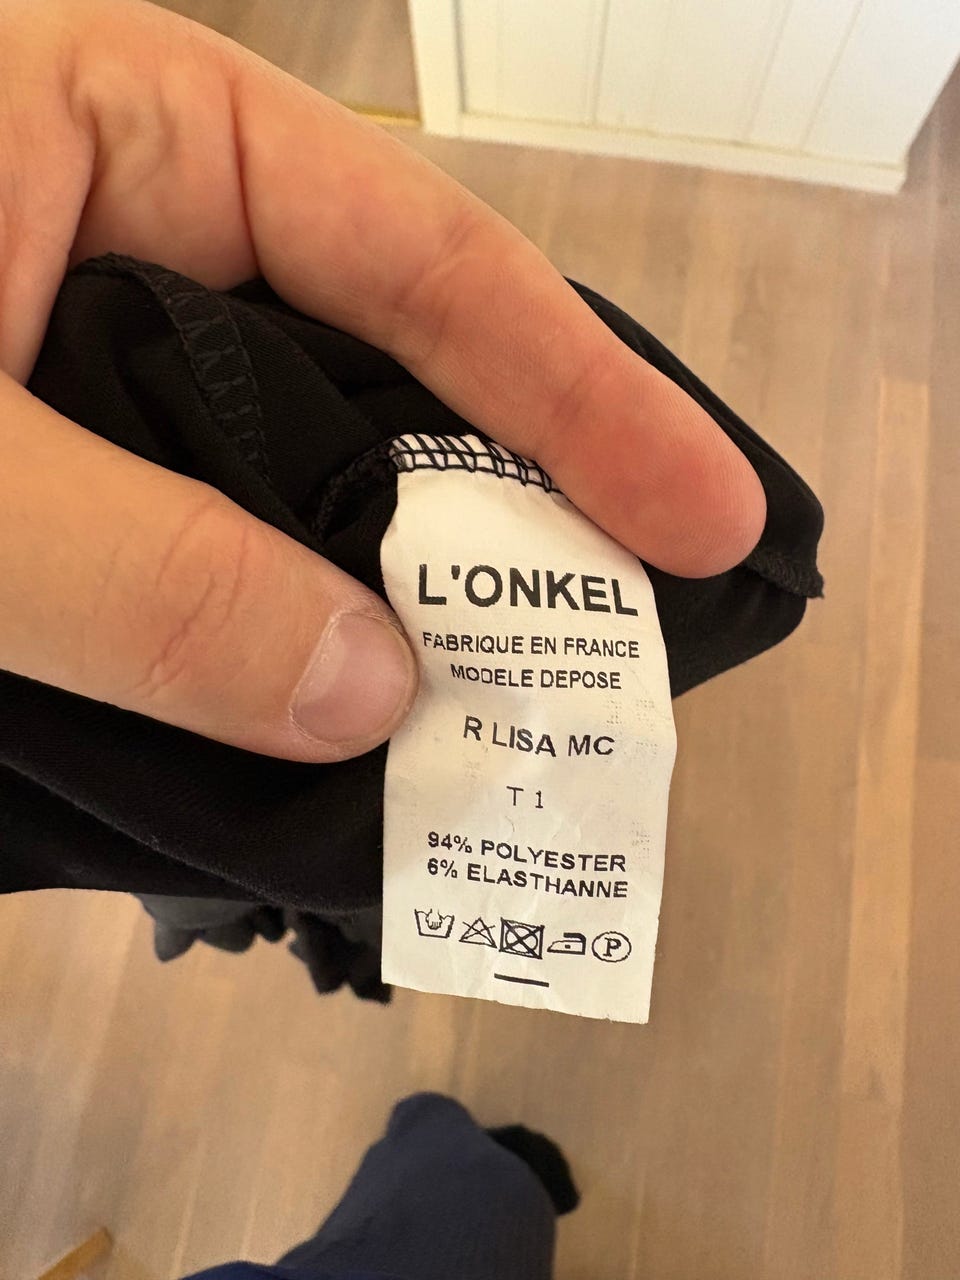 L'ONKEL
FABRIQUE EN FRANCE
MODELE DEPOSE
R LISA MC
T 1
94% POLYESTER
6% ELASTHANNE
P